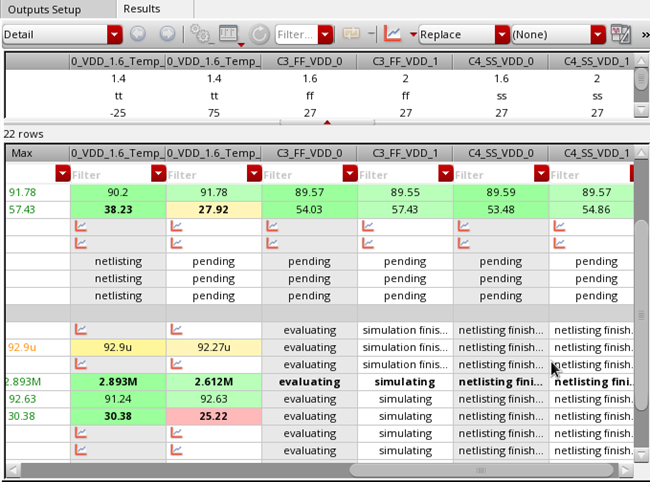 Outputs Setup Results
Detail Filter... Replace (None) »
0_VDD_1.6_Temp_ 0_VDD_1.6_Temp_ C3_FF_VDD_0 C3_FF_VDD_1 C4_SS_VDD_0 C4_SS_VDD_1
1.4 1.4 1.6 2 1.6 2
tt tt ff ff ss ss
-25 75 27 27 27 27
22 rows
Max 0_VDD_1.6_Temp_ 0_VDD_1.6_Temp_ C3_FF_VDD_0 C3_FF_VDD_1 C4_SS_VDD_0 C4_SS_VDD_1
Filter Filter Filter Filter Filter Filter
91.78 90.2 91.78 89.57 89.55 89.59 89.57
57.43 38.23 27.92 54.03 57.43 53.48 54.86
netlisting pending pending pending pending pending
netlisting pending pending pending pending pending
netlisting pending pending pending pending pending
evaluating simulation finis... netlisting finish... netlisting finish.
92.9u 92.9u 92.27u evaluating simulation finis... netlisting finish... netlisting finish.
evaluating simulation finis... netlisting finish... netlisting finish.
2.893M 2.893M 2.612M evaluating simulating netlisting fini... netlisting fini..
92.63 91.24 92.63 evaluating simulating netlisting finish... netlisting finish.
30.38 30.38 25.22 evaluating simulating netlisting finish... netlisting finish.
evaluating simulating netlisting finish... netlisting finish.
evaluating simulating netlisting finish... netlisting finish.